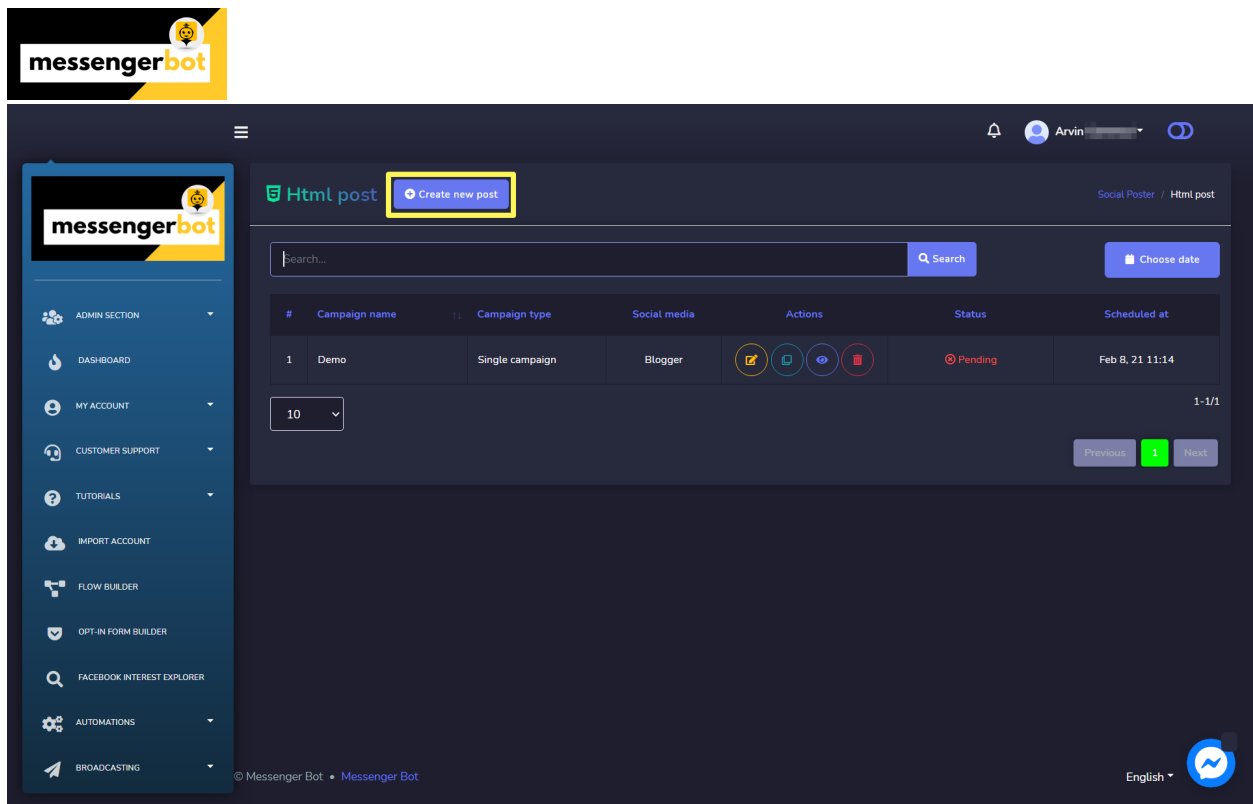 messengerbot
Arvin
messengerbot
ADMIN SECTION
DASHBOARD
MY ACCOUNT
CUSTOMER SUPPORT
TUTORIALS
IMPORT ACCOUNT
FLOW BUILDER
OPT-IN FORM BUILDER
FACEBOOK INTEREST EXPLORER
AUTOMATIONS
BROADCASTING
Html post
Create new post
Social Poster / Html post
Search...
Search
Choose date
# Campaign name ↑↓ Campaign type Social media Actions Status Scheduled at
1 Demo Single campaign Blogger Pending Feb 8, 21 11:14
10
1-1/1
Previous 1 Next
© Messenger Bot • Messenger Bot
English